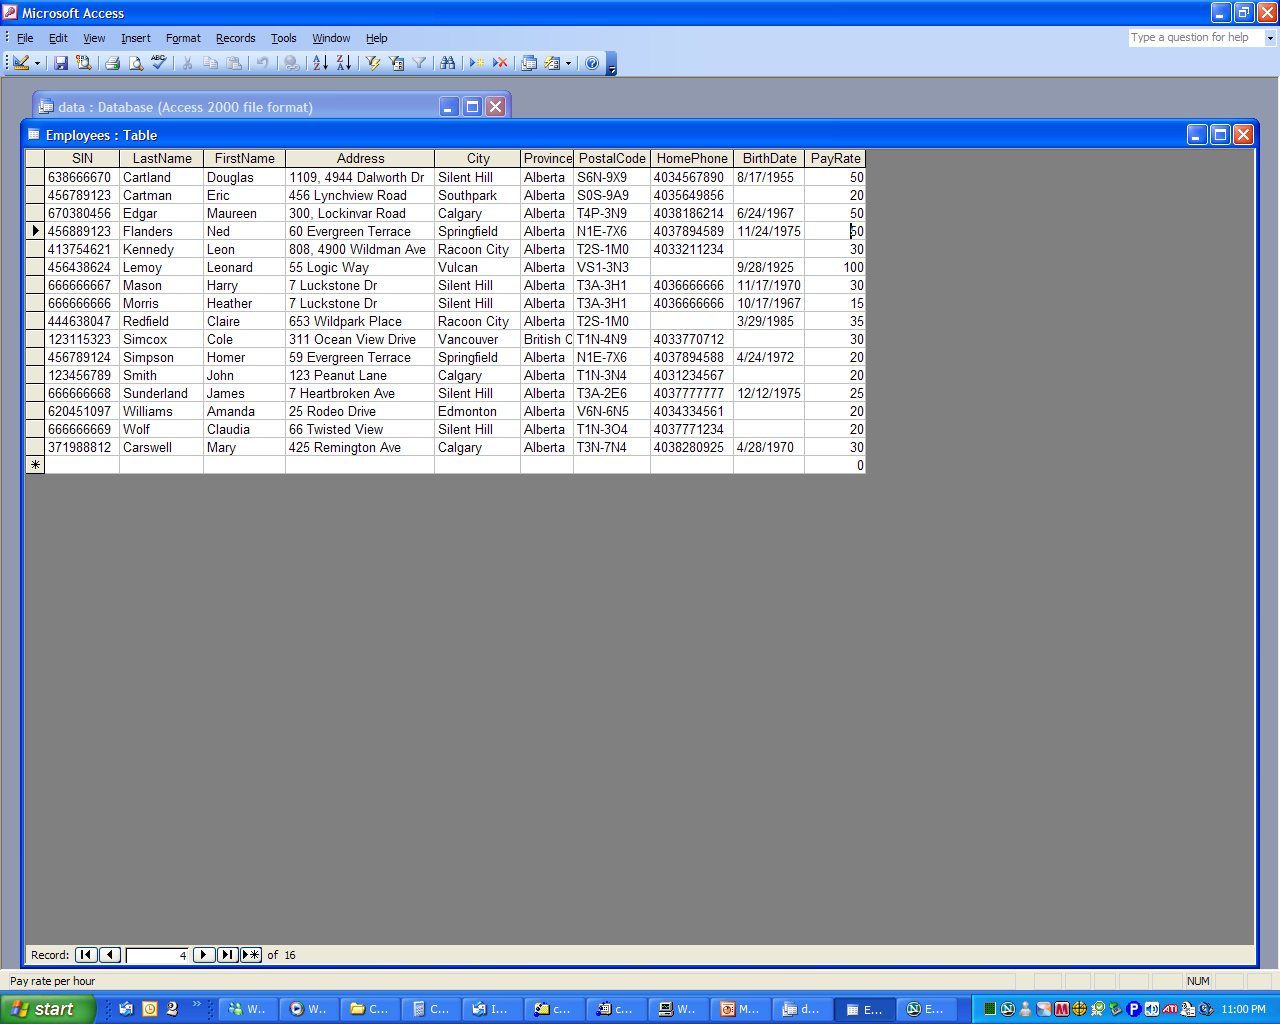 Microsoft Access
File Edit View Insert Format Records Tools Window Help Type a question for help
data : Database (Access 2000 file format)
Employees : Table
SIN LastName FirstName Address City Province PostalCode HomePhone BirthDate PayRate
638666670 Cartland Douglas 1109, 4944 Dalworth Dr Silent Hill Alberta S6N-9X9 4034567890 8/17/1955 50
456789123 Cartman Eric 456 Lynchview Road Southpark Alberta S0S-9A9 4035649856 20
670380456 Edgar Maureen 300, Lockinvar Road Calgary Alberta T4P-3N9 4038186214 6/24/1967 50
456889123 Flanders Ned 60 Evergreen Terrace Springfield Alberta N1E-7X6 4037894589 11/24/1975 50
413754621 Kennedy Leon 808, 4900 Wildman Ave Racoon City Alberta T2S-1M0 4033211234 30
456438624 Lemoy Leonard 55 Logic Way Vulcan Alberta VS1-3N3 9/28/1925 100
666666667 Mason Harry 7 Luckstone Dr Silent Hill Alberta T3A-3H1 4036666666 11/17/1970 30
666666666 Morris Heather 7 Luckstone Dr Silent Hill Alberta T3A-3H1 4036666666 10/17/1967 15
444638047 Redfield Claire 653 Wildpark Place Racoon City Alberta T2S-1M0 3/29/1985 35
123115323 Simcox Cole 311 Ocean View Drive Vancouver British C T1N-4N9 4033770712 30
456789124 Simpson Homer 59 Evergreen Terrace Springfield Alberta N1E-7X6 4037894588 4/24/1972 20
123456789 Smith John 123 Peanut Lane Calgary Alberta T1N-3N4 4031234567 20
666666668 Sunderland James 7 Heartbroken Ave Silent Hill Alberta T3A-2E6 4037777777 12/12/1975 25
620451097 Williams Amanda 25 Rodeo Drive Edmonton Alberta V6N-6N5 4034334561 20
666666669 Wolf Claudia 66 Twisted View Silent Hill Alberta T1N-3O4 4037771234 20
371988812 Carswell Mary 425 Remington Ave Calgary Alberta T3N-7N4 4038280925 4/28/1970 30
0
Record: 4 of 16
Pay rate per hour NUM
start W... W... C... C... I... c... c... W... M... d... E... E... 11:00 PM